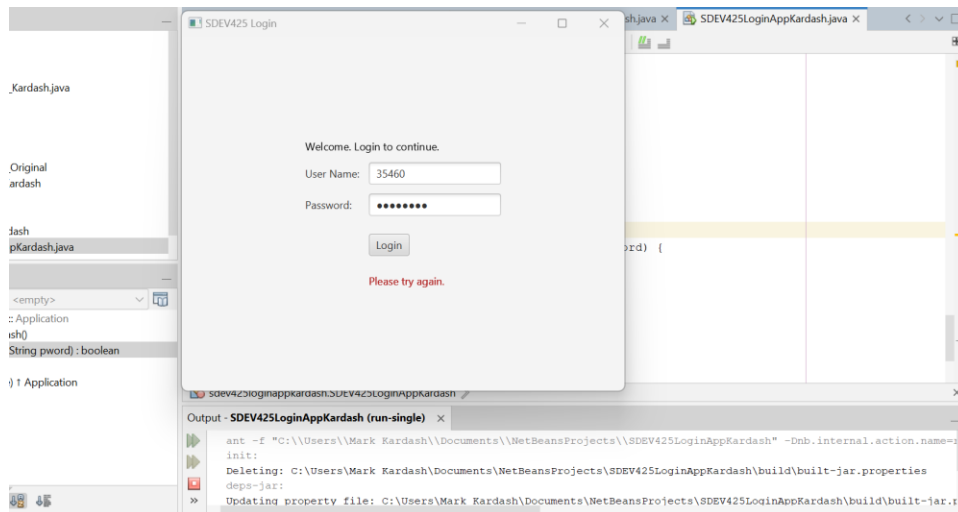 SDEV425 Login
sh.java ×
SDEV425LoginAppKardash.java ×
_Kardash.java
_Original
ardash
dash
pKardash.java
Welcome. Login to continue.
User Name: 35460
Password: ••••••••
Login
Please try again.
ord) {
<empty>
:: Application
ash()
String pword) : boolean
) ↑ Application
sdev425loginappkardash.SDEV425LoginAppKardash
Output - SDEV425LoginAppKardash (run-single) ×
ant -f "C:\\Users\\Mark Kardash\\Documents\\NetBeansProjects\\SDEV425LoginAppKardash" -Dnb.internal.action.name=
init:
Deleting: C:\Users\Mark Kardash\Documents\NetBeansProjects\SDEV425LoginAppKardash\build\built-jar.properties
deps-jar:
Updating property file: C:\Users\Mark Kardash\Documents\NetBeansProjects\SDEV425LoginAppKardash\build\built-jar.p